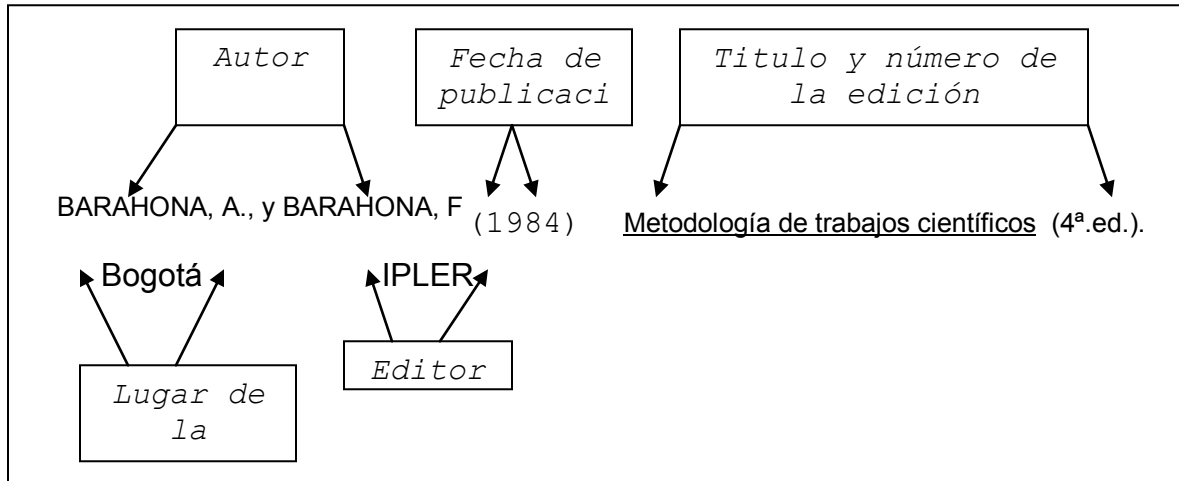 Autor
Fecha de
publicaci
Titulo y número de
la edición
BARAHONA, A., y BARAHONA, F (1984) Metodología de trabajos científicos (4ª.ed.).
Bogotá IPLER
Editor
Lugar de
la